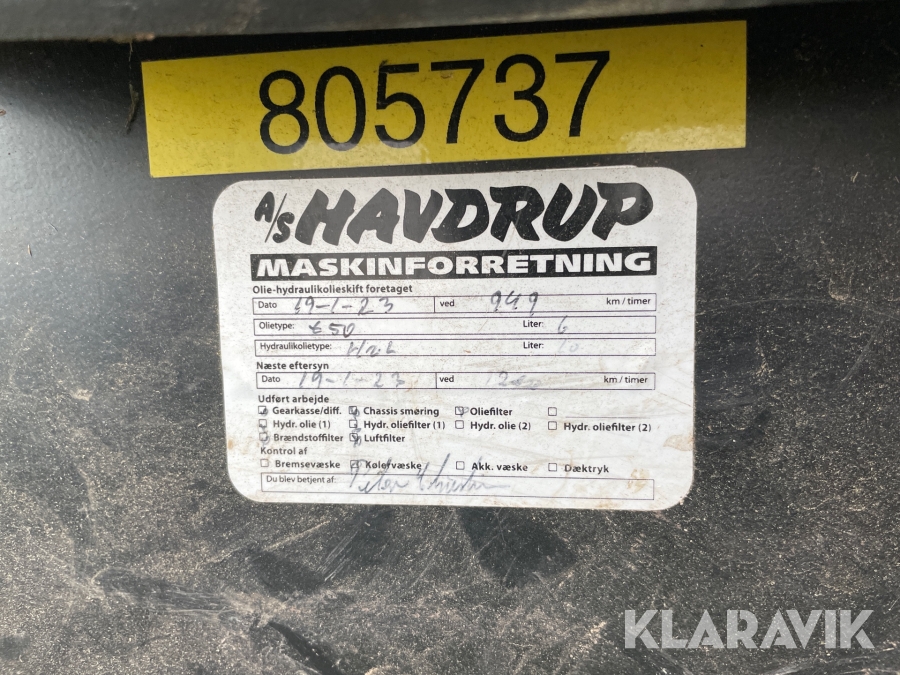 805737
A/S HAVDRUP
MASKINFORRETNING
Olie-hydraulikolieskift foretaget
Dato 19-1-23 ved 949 km/timer
Olietype: Liter: 6
Hydraulikolietype: Liter: 10
Næste eftersyn
Dato 19-1-23 ved km/timer
Udført arbejde
Gearkasse/diff. Chassis smøring Oliefilter
Hydr. olie (1) Hydr. oliefilter (1) Hydr. olie (2) Hydr. oliefilter (2)
Brændstoffilter Luftfilter
Kontrol af
Bremsevæske Kølefvæske Akk. væske Dæktryk
Du blev betjent af:
KLARAVIK